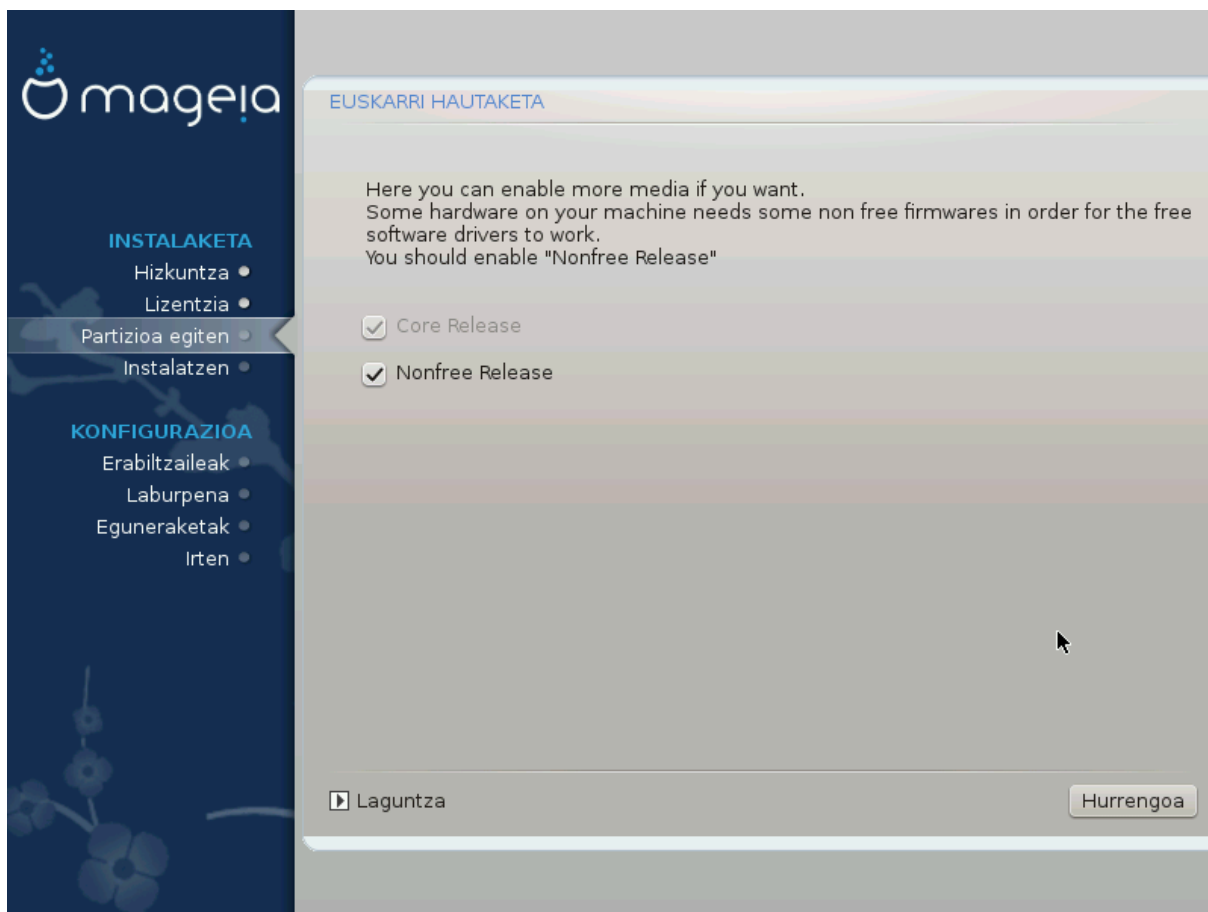 mageia
INSTALAKETA
Hizkuntza
Lizentzia
Partizioa egiten
Instalatzen
KONFIGURAZIOA
Erabiltzaileak
Laburpena
Eguneraketak
Irten
EUSKARRI HAUTAKETA
Here you can enable more media if you want.
Some hardware on your machine needs some non free firmwares in order for the free
software drivers to work.
You should enable "Nonfree Release"
Core Release
Nonfree Release
Laguntza
Hurrengoa